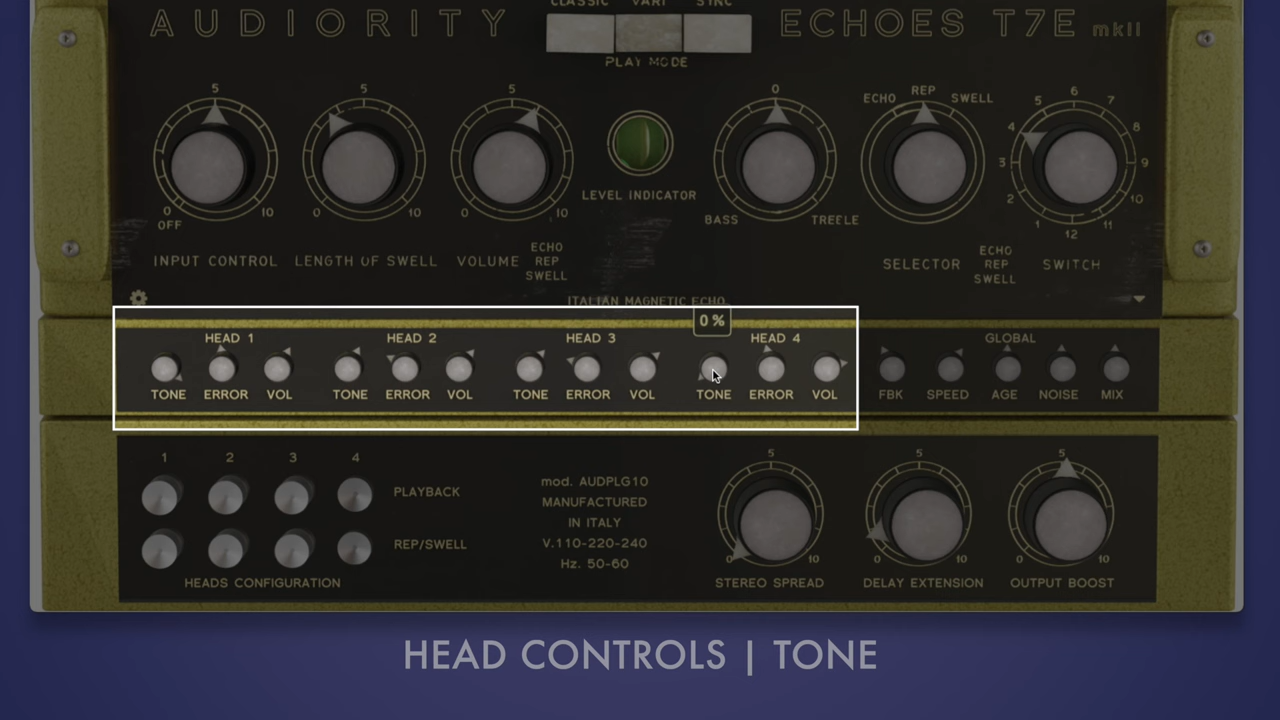 CLASSIC VARI SYNC
AUDIORITY ECHOES T7E mkII
PLAY MODE
5 5 5 0 ECHO REP SWELL 1 2 3 4 5 6 7 8 9 10 11 12
0 10 0 10 0 10
OFF
BASS TREELE
LEVEL INDICATOR
INPUT CONTROL LENGTH OF SWELL VOLUME ECHO REP SWELL
SELECTOR ECHO REP SWELL SWITCH
ITALIAN MAGNETIC ECHO
0 %
HEAD 1 HEAD 2 HEAD 3 HEAD 4 GLOBAL
TONE ERROR VOL TONE ERROR VOL TONE ERROR VOL TONE ERROR VOL FBK SPEED AGE NOISE MIX
1 2 3 4
PLAYBACK
REP/SWELL
HEADS CONFIGURATION
mod. AUDPLG10
MANUFACTURED
IN ITALY
V.110-220-240
Hz. 50-60
5 5 5
0 10 0 10 0 10
STEREO SPREAD DELAY EXTENSION OUTPUT BOOST
HEAD CONTROLS | TONE